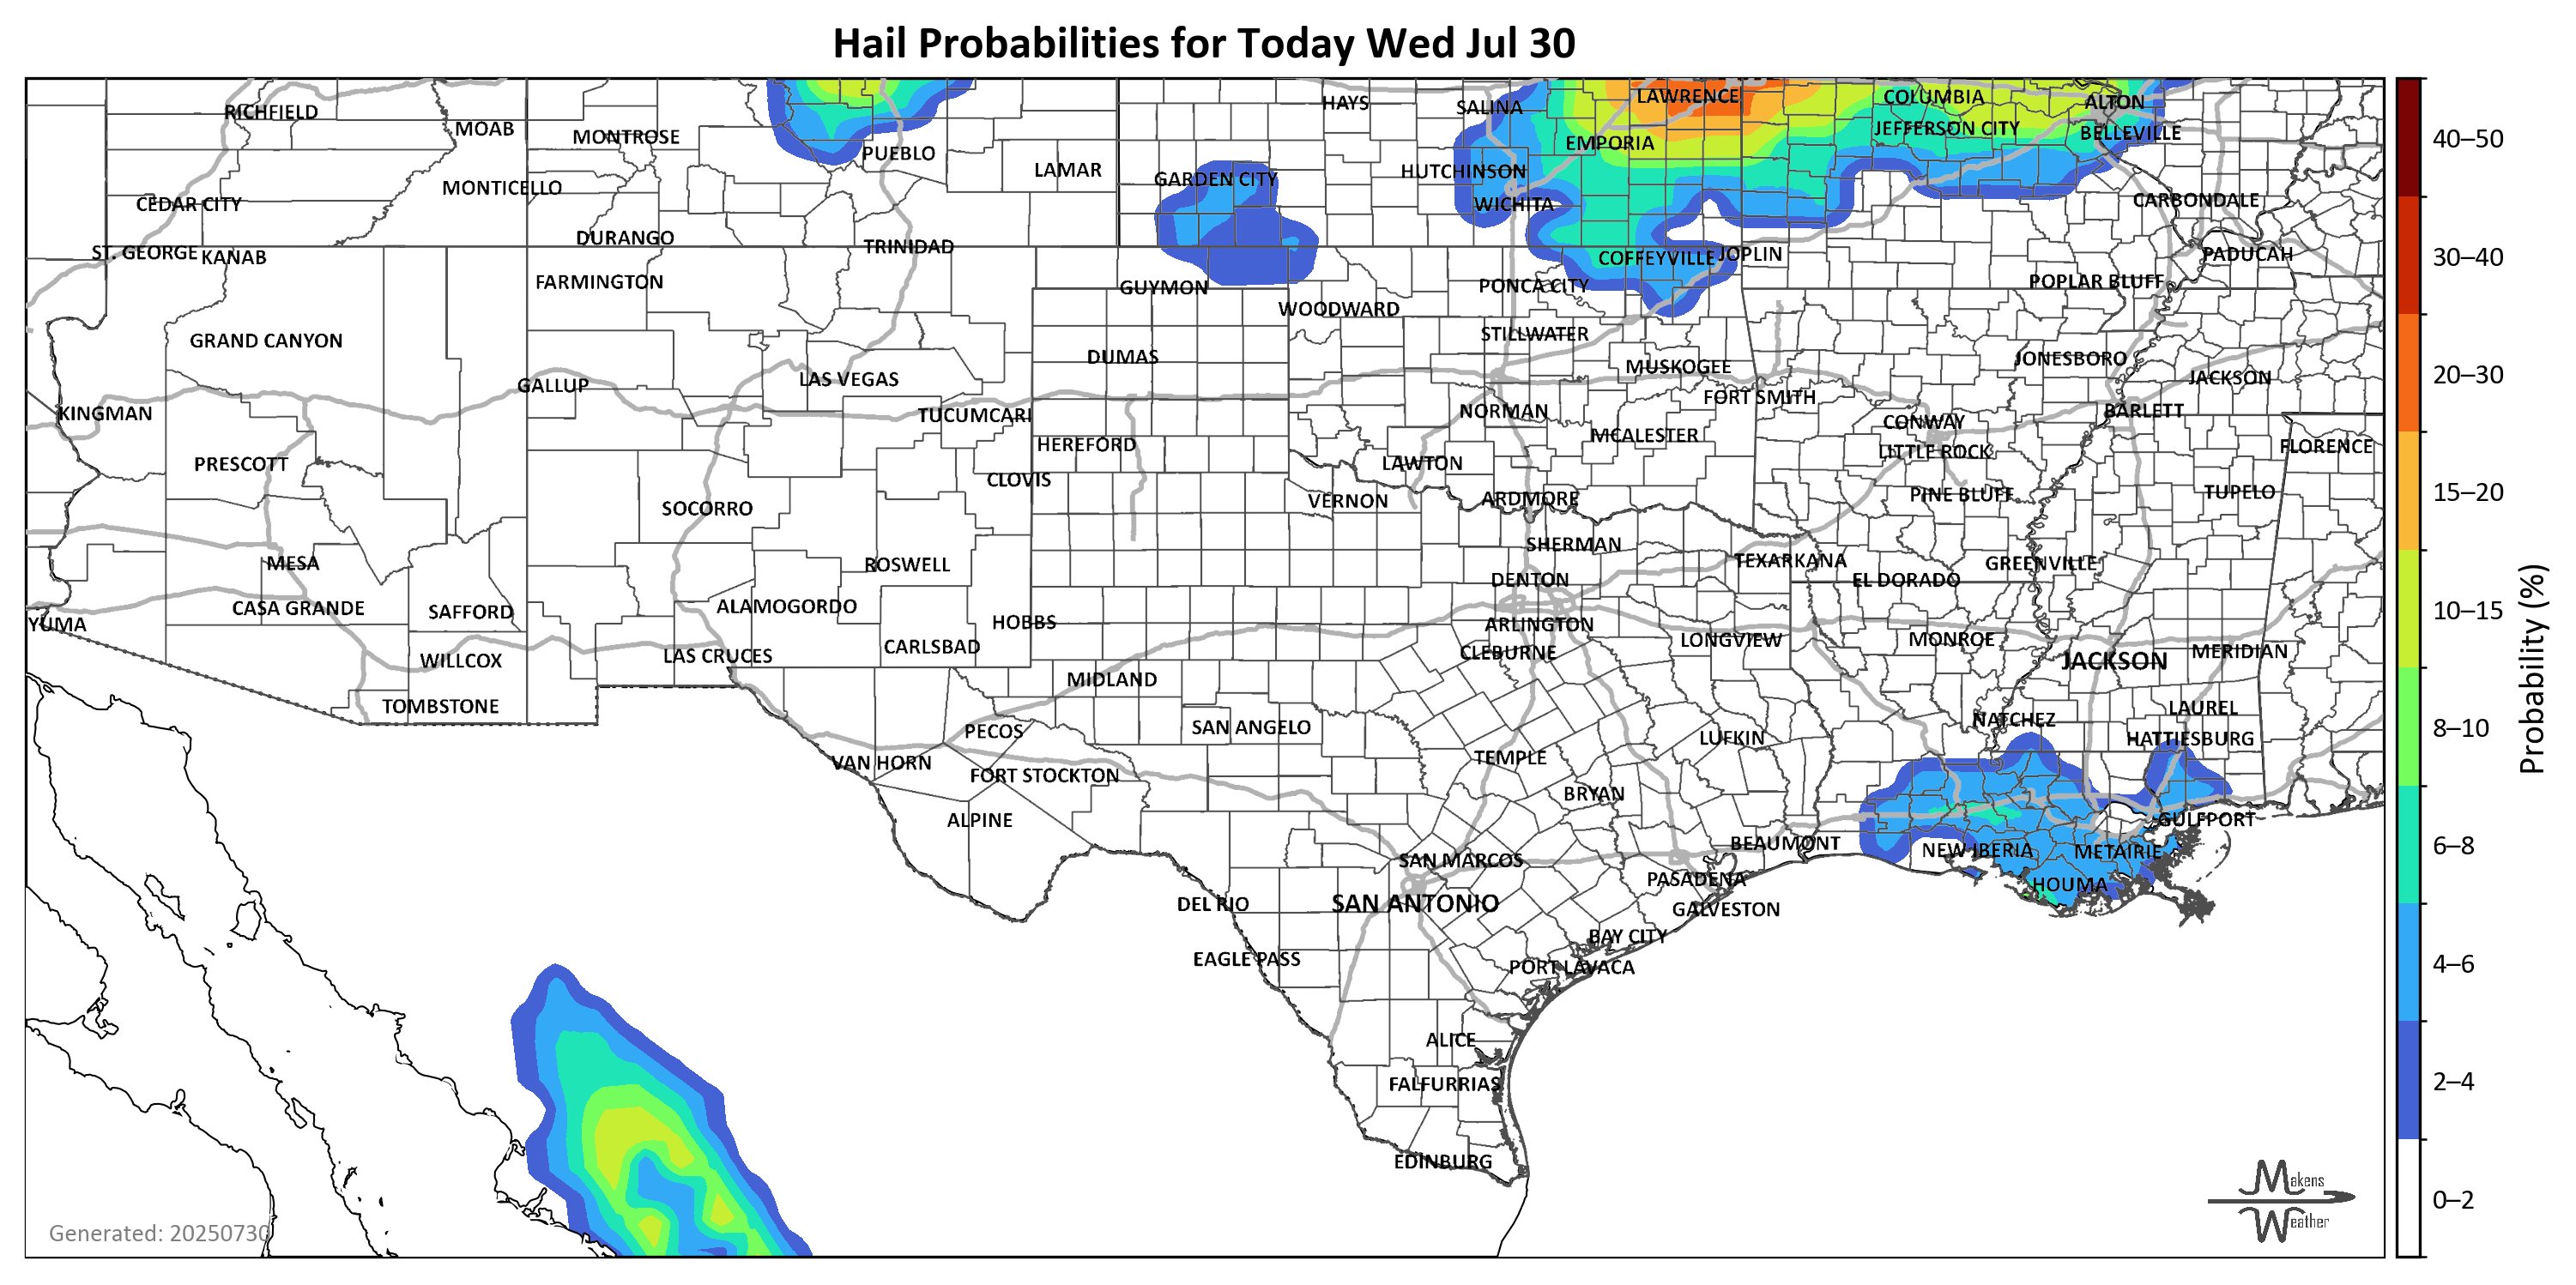 Hail Probabilities for Today Wed Jul 30
RICHFIELD
MOAB
MONTROSE
PUEBLO
LAMAR
HAYS
SALINA
LAWRENCE
COLUMBIA
ALTON
JEFFERSON CITY
BELLEVILLE
EMPORIA
HUTCHINSON
GARDEN CITY
MONTICELLO
CEDAR CITY
WICHITA
CARBONDALE
ST. GEORGE
KANAB
DURANGO
TRINIDAD
COFFEYVILLE
JOPLIN
PADUCAH
FARMINGTON
GUYMON
PONCA CITY
POPLAR BLUFF
WOODWARD
GRAND CANYON
STILLWATER
DUMAS
JONESBORO
MUSKOGEE
GALLUP
LAS VEGAS
JACKSON
FORT SMITH
KINGMAN
TUCUMCARI
NORMAN
BARLETT
CONWAY
HEREFORD
MCALESTER
LITTLE ROCK
FLORENCE
PRESCOTT
LAWTON
CLOVIS
VERNON
ARDMORE
PINE BLUFF
TUPELO
SOCORRO
SHERMAN
MESA
ROSWELL
TEXARKANA
GREENVILLE
DENTON
EL DORADO
CASA GRANDE
SAFFORD
ALAMOGORDO
HOBBS
ARLINGTON
YUMA
CARLSBAD
CLEBURNE
LONGVIEW
MONROE
MERIDIAN
WILLCOX
LAS CRUCES
JACKSON
MIDLAND
TOMBSTONE
LAUREL
PECOS
SAN ANGELO
NATCHEZ
LUFKIN
HATTIESBURG
VAN HORN
FORT STOCKTON
TEMPLE
BRYAN
ALPINE
GULFPORT
BEAUMONT
NEW IBERIA
METAIRIE
SAN MARCOS
PASADENA
HOUMA
DEL RIO
SAN ANTONIO
GALVESTON
BAY CITY
EAGLE PASS
PORT LAVACA
ALICE
FALFURRIAS
EDINBURG
Generated: 20250730
Makens
Weather
40–50
30–40
20–30
15–20
10–15
8–10
6–8
4–6
2–4
0–2
Probability (%)